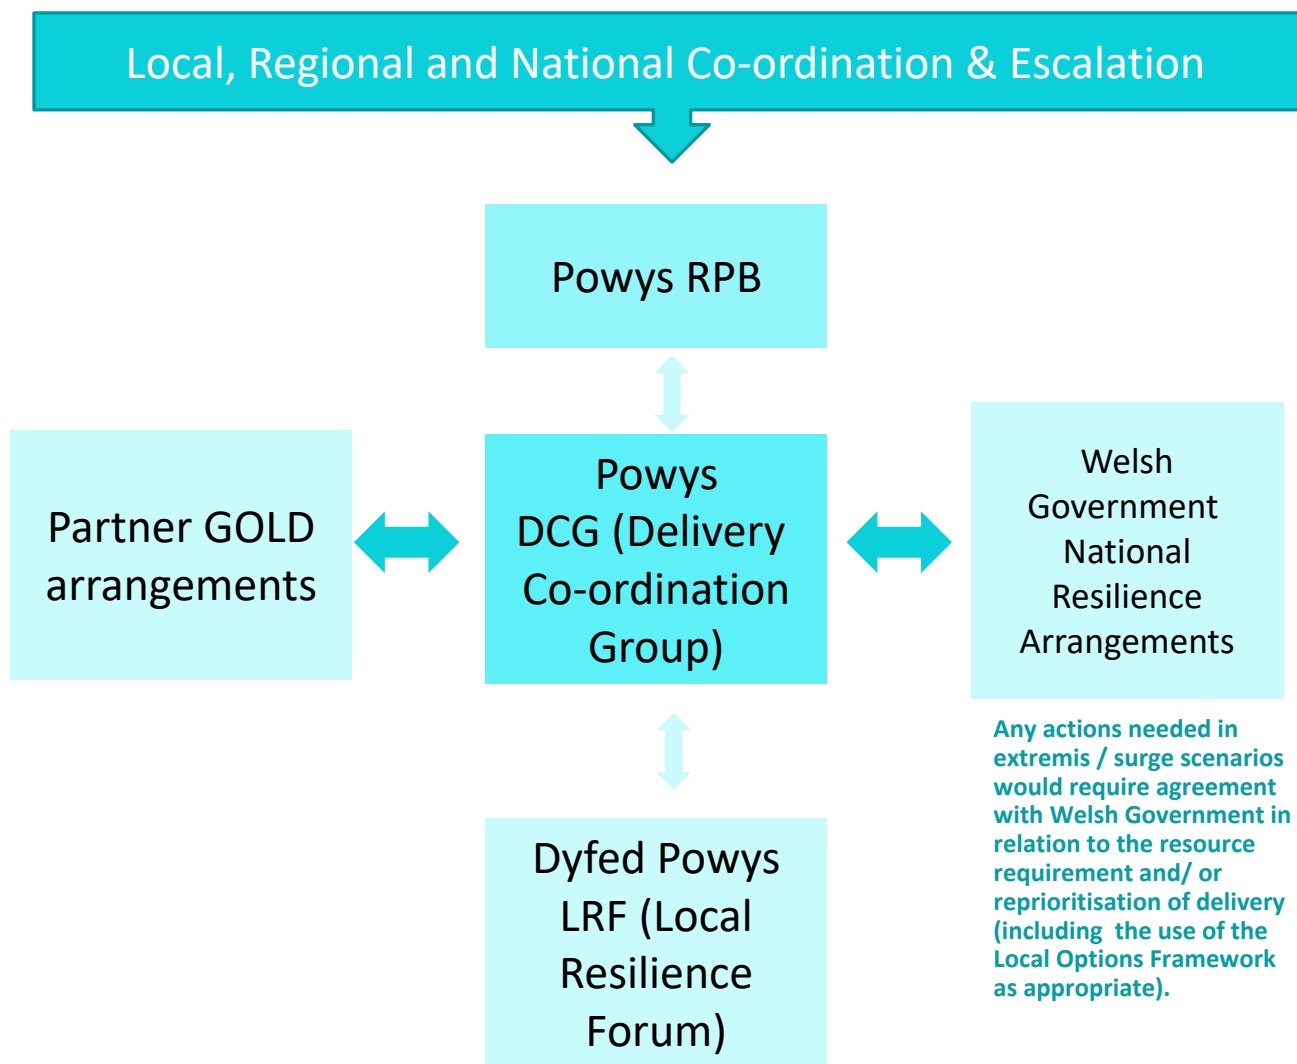 Local, Regional and National Co-ordination & Escalation
Powys RPB
Partner GOLD
arrangements
Powys
DCG (Delivery
Co-ordination
Group)
Welsh
Government
National
Resilience
Arrangements
Any actions needed in
extremis / surge scenarios
would require agreement
with Welsh Government in
relation to the resource
requirement and/ or
reprioritisation of delivery
(including  the use of the
Local Options Framework
as appropriate).
Dyfed Powys
LRF (Local
Resilience
Forum)